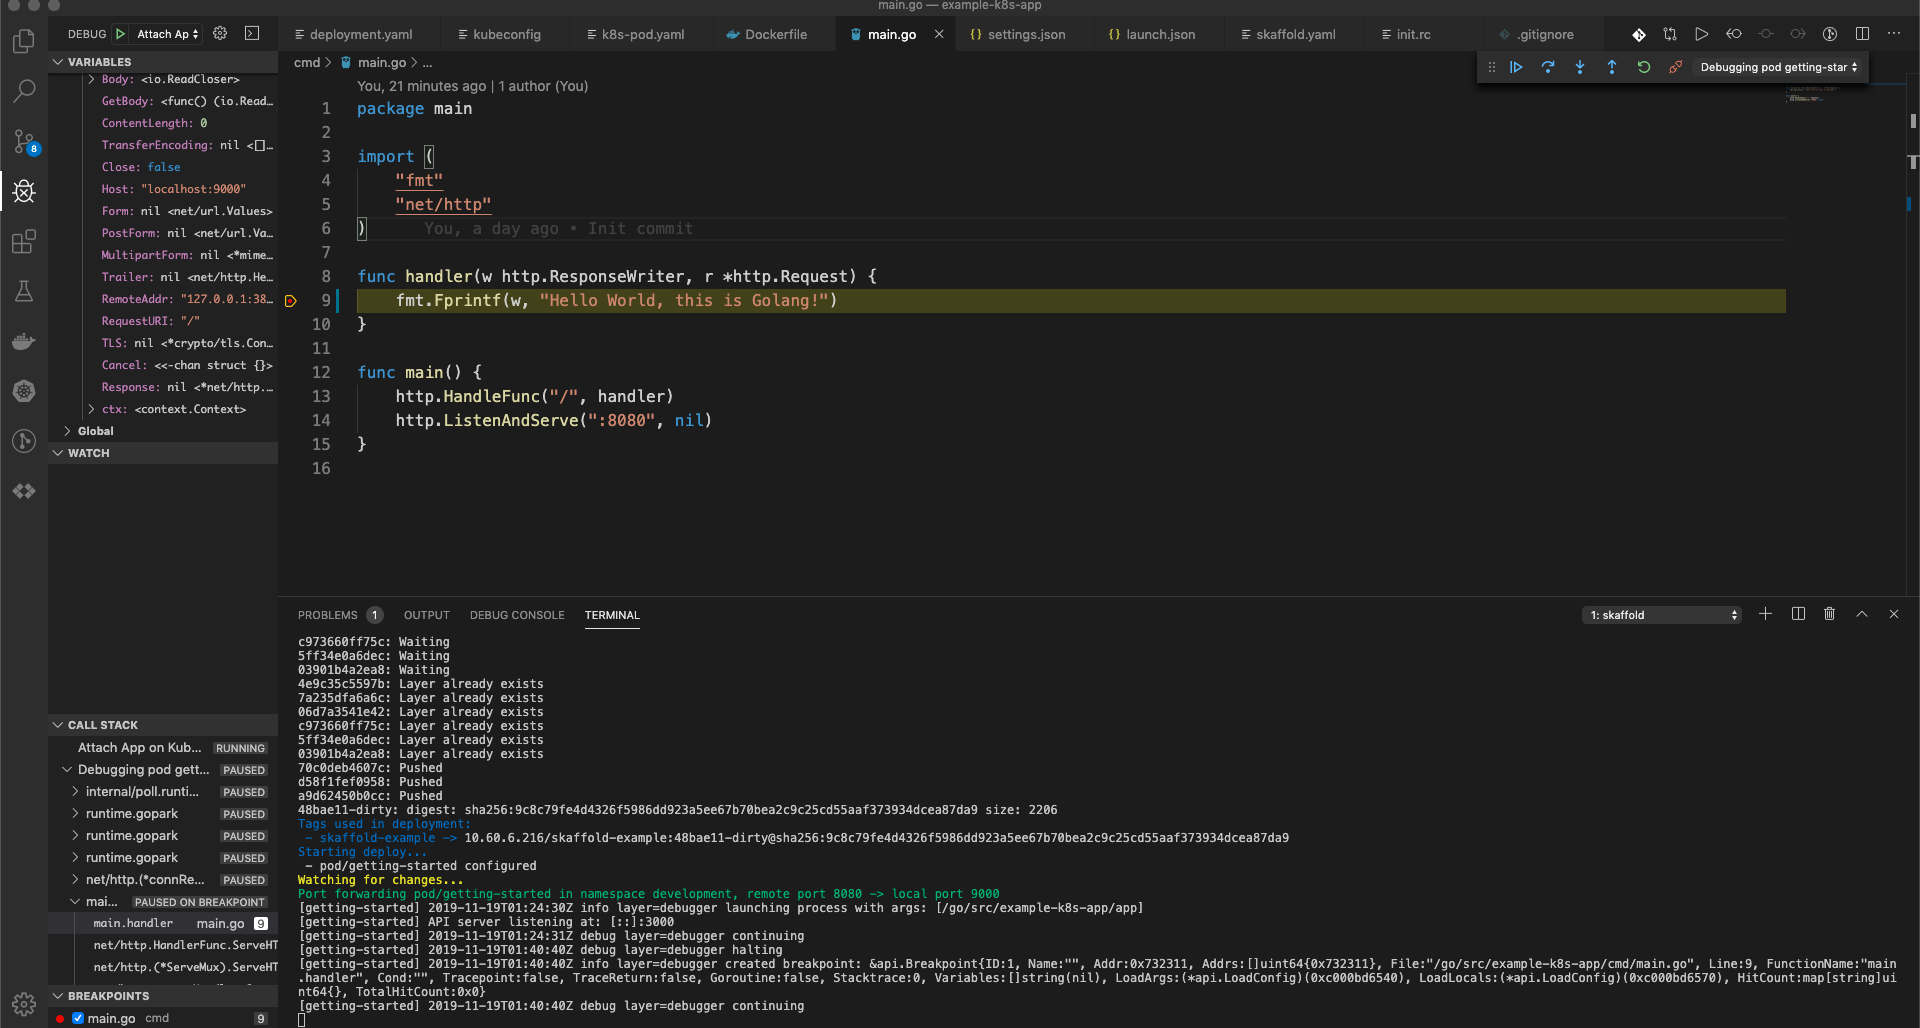 main.go — example-k8s-app
DEBUG Attach Ap
deployment.yaml kubeconfig k8s-pod.yaml Dockerfile main.go settings.json launch.json skaffold.yaml init.rc .gitignore
Debugging pod getting-star
VARIABLES
Body: <io.ReadCloser>
GetBody: <func() (io.Read…
ContentLength: 0
TransferEncoding: nil <[]…
Close: false
Host: "localhost:9000"
Form: nil <net/url.Values>
PostForm: nil <net/url.Va…
MultipartForm: nil <*mime…
Trailer: nil <net/http.He…
RemoteAddr: "127.0.0.1:38…
RequestURI: "/"
TLS: nil <*crypto/tls.Con…
Cancel: <<-chan struct {}>
Response: nil <*net/http.…
ctx: <context.Context>
Global
WATCH
8
CALL STACK
Attach App on Kub… RUNNING
Debugging pod gett… PAUSED
internal/poll.runti… PAUSED
runtime.gopark PAUSED
runtime.gopark PAUSED
runtime.gopark PAUSED
net/http.(*connRe… PAUSED
mai… PAUSED ON BREAKPOINT
main.handler main.go 9
net/http.HandlerFunc.ServeHT
net/http.(*ServeMux).ServeHT
BREAKPOINTS
main.go cmd 9
cmd > main.go > ...
You, 21 minutes ago | 1 author (You)
1 package main
2
3 import (
4 "fmt"
5 "net/http"
6 ) You, a day ago • Init commit
7
8 func handler(w http.ResponseWriter, r *http.Request) {
9 fmt.Fprintf(w, "Hello World, this is Golang!")
10 }
11
12 func main() {
13 http.HandleFunc("/", handler)
14 http.ListenAndServe(":8080", nil)
15 }
16
PROBLEMS 1 OUTPUT DEBUG CONSOLE TERMINAL 1: skaffold
c973660ff75c: Waiting
5ff34e0a6dec: Waiting
03901b4a2ea8: Waiting
4e9c35c5597b: Layer already exists
7a235dfa6a6c: Layer already exists
06d7a3541e42: Layer already exists
c973660ff75c: Layer already exists
5ff34e0a6dec: Layer already exists
03901b4a2ea8: Layer already exists
70c0deb4607c: Pushed
d58f1fef0958: Pushed
a9d62450b0cc: Pushed
48bae11-dirty: digest: sha256:9c8c79fe4d4326f5986dd923a5ee67b70bea2c9c25cd55aaf373934dcea87da9 size: 2206
Tags used in deployment:
- skaffold-example -> 10.60.6.216/skaffold-example:48bae11-dirty@sha256:9c8c79fe4d4326f5986dd923a5ee67b70bea2c9c25cd55aaf373934dcea87da9
Starting deploy...
- pod/getting-started configured
Watching for changes...
Port forwarding pod/getting-started in namespace development, remote port 8080 -> local port 9000
[getting-started] 2019-11-19T01:24:30Z info layer=debugger launching process with args: [/go/src/example-k8s-app/app]
[getting-started] API server listening at: [::]:3000
[getting-started] 2019-11-19T01:24:31Z debug layer=debugger continuing
[getting-started] 2019-11-19T01:40:40Z debug layer=debugger halting
[getting-started] 2019-11-19T01:40:40Z info layer=debugger created breakpoint: &api.Breakpoint{ID:1, Name:"", Addr:0x732311, Addrs:[]uint64{0x732311}, File:"/go/src/example-k8s-app/cmd/main.go", Line:9, FunctionName:"main
.handler", Cond:"", Tracepoint:false, TraceReturn:false, Goroutine:false, Stacktrace:0, Variables:[]string(nil), LoadArgs:(*api.LoadConfig)(0xc000bd6540), LoadLocals:(*api.LoadConfig)(0xc000bd6570), HitCount:map[string]ui
nt64{}, TotalHitCount:0x0}
[getting-started] 2019-11-19T01:40:40Z debug layer=debugger continuing